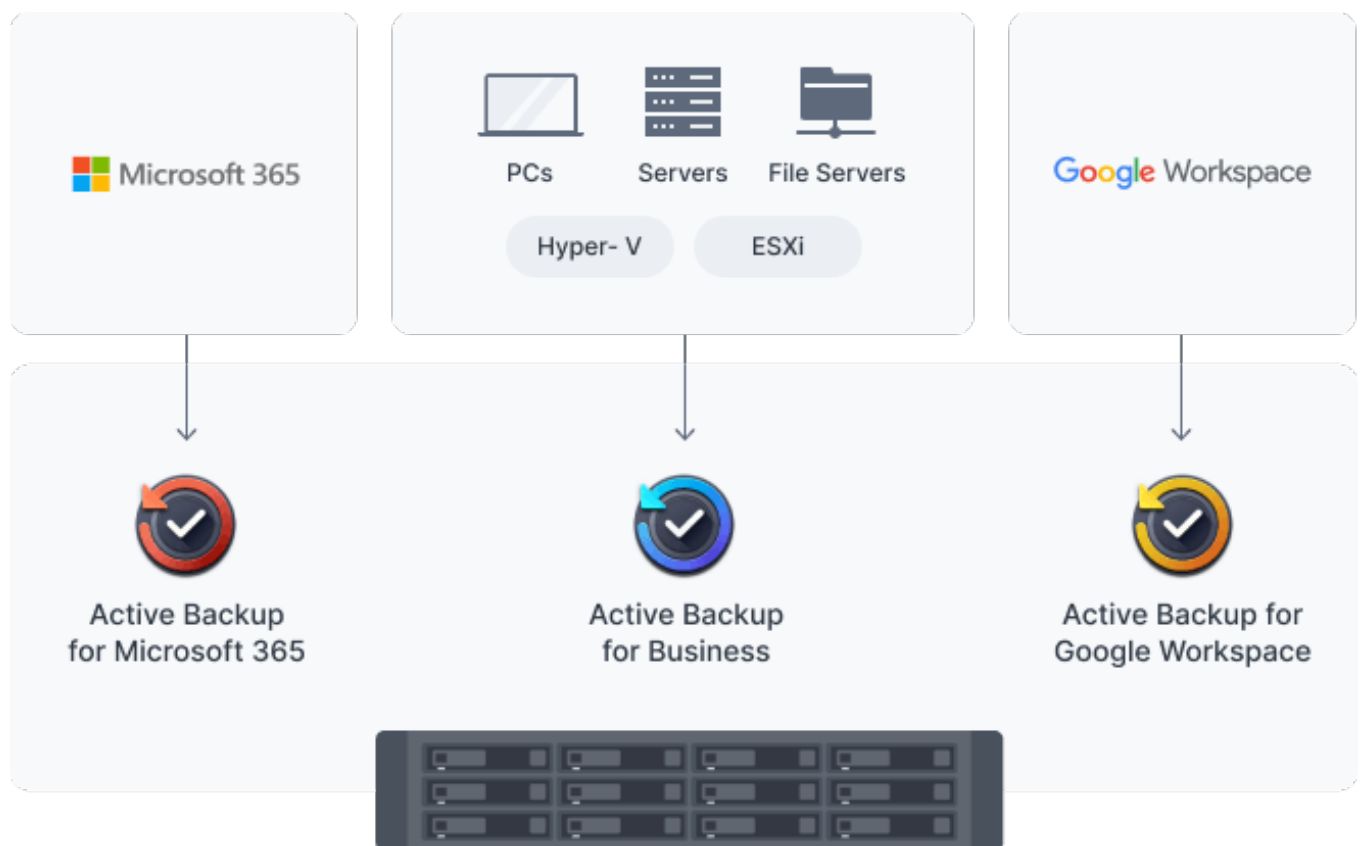 Microsoft 365
PCs
Servers
File Servers
Hyper- V
ESXi
Google Workspace
Active Backup
for Microsoft 365
Active Backup
for Business
Active Backup for
Google Workspace